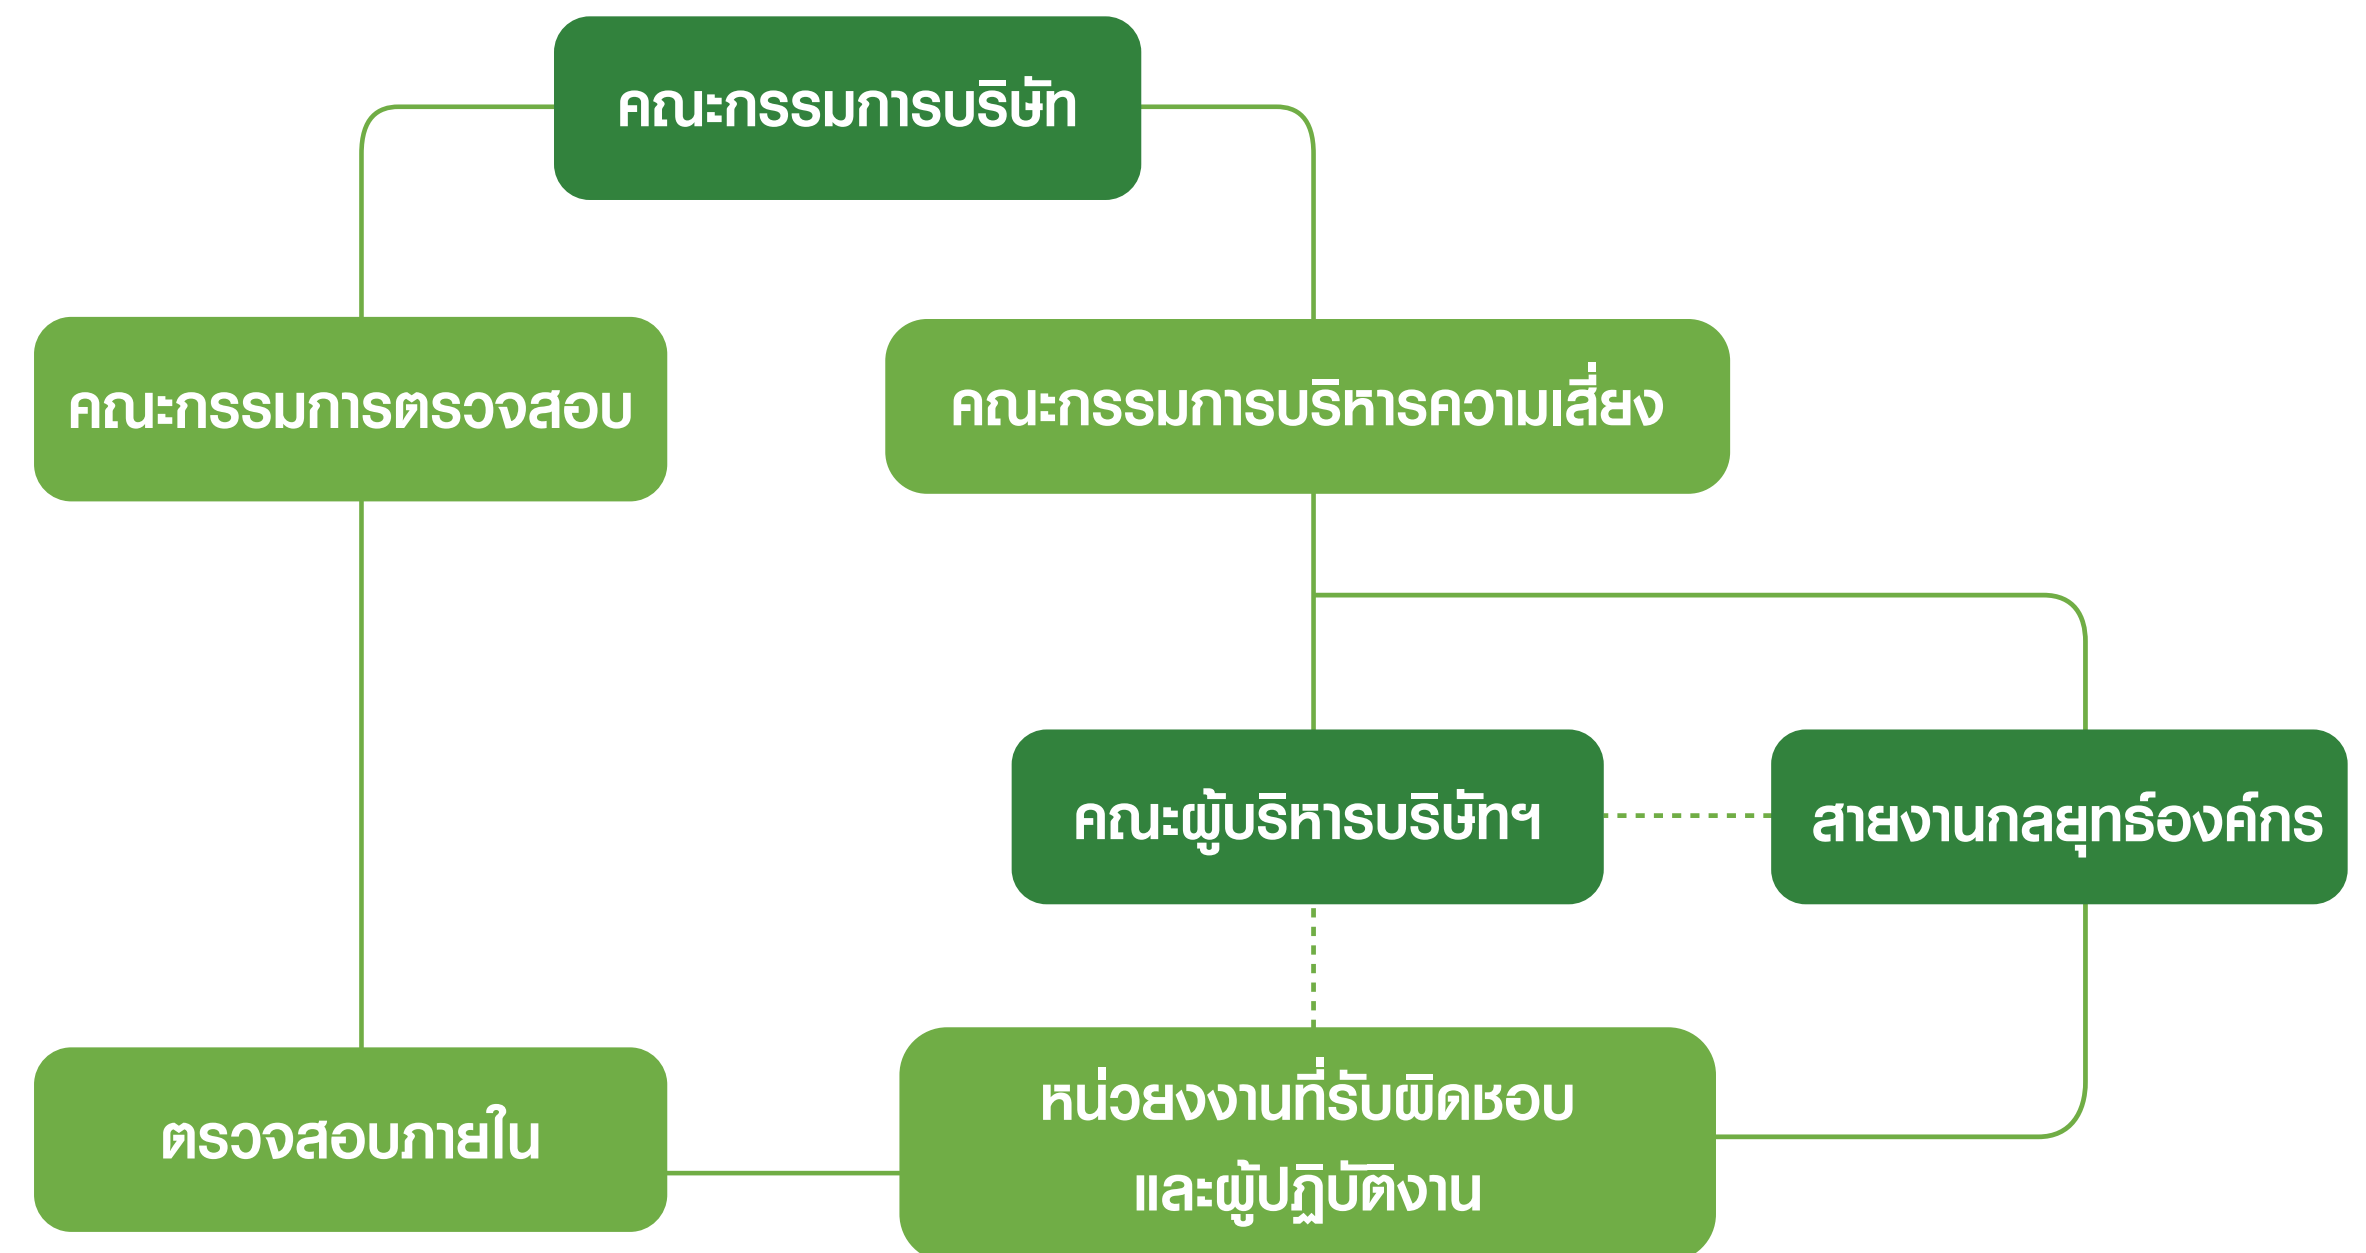 คณะกรรมการบริษัท
คณะกรรมการตรวจสอบ
คณะกรรมการบริหารความเสี่ยง
คณะผู้บริหารบริษัทฯ
สายงานกลยุทธ์องค์กร
ตรวจสอบภายใน
หน่วยงานที่รับผิดชอบ
และผู้ปฏิบัติงาน